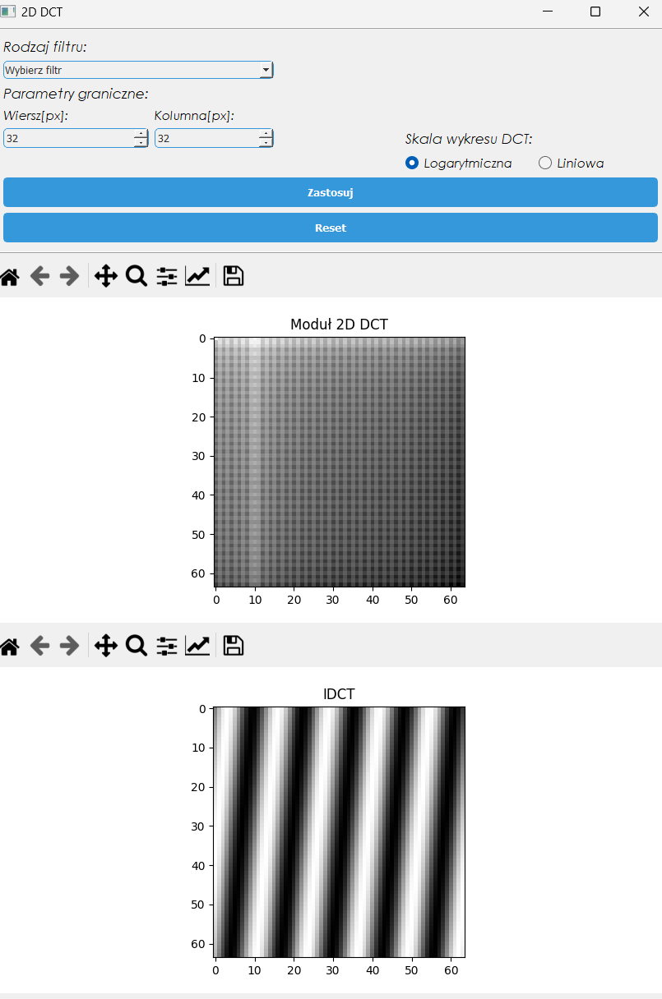 2D DCT
Rodzaj filtru:
Wybierz filtr
Parametry graniczne:
Wiersz[px]: Kolumna[px]:
32 32
Skala wykresu DCT:
Logarytmiczna Liniowa
Zastosuj
Reset
Moduł 2D DCT
0
10
20
30
40
50
60
0 10 20 30 40 50 60
IDCT
0
10
20
30
40
50
60
0 10 20 30 40 50 60